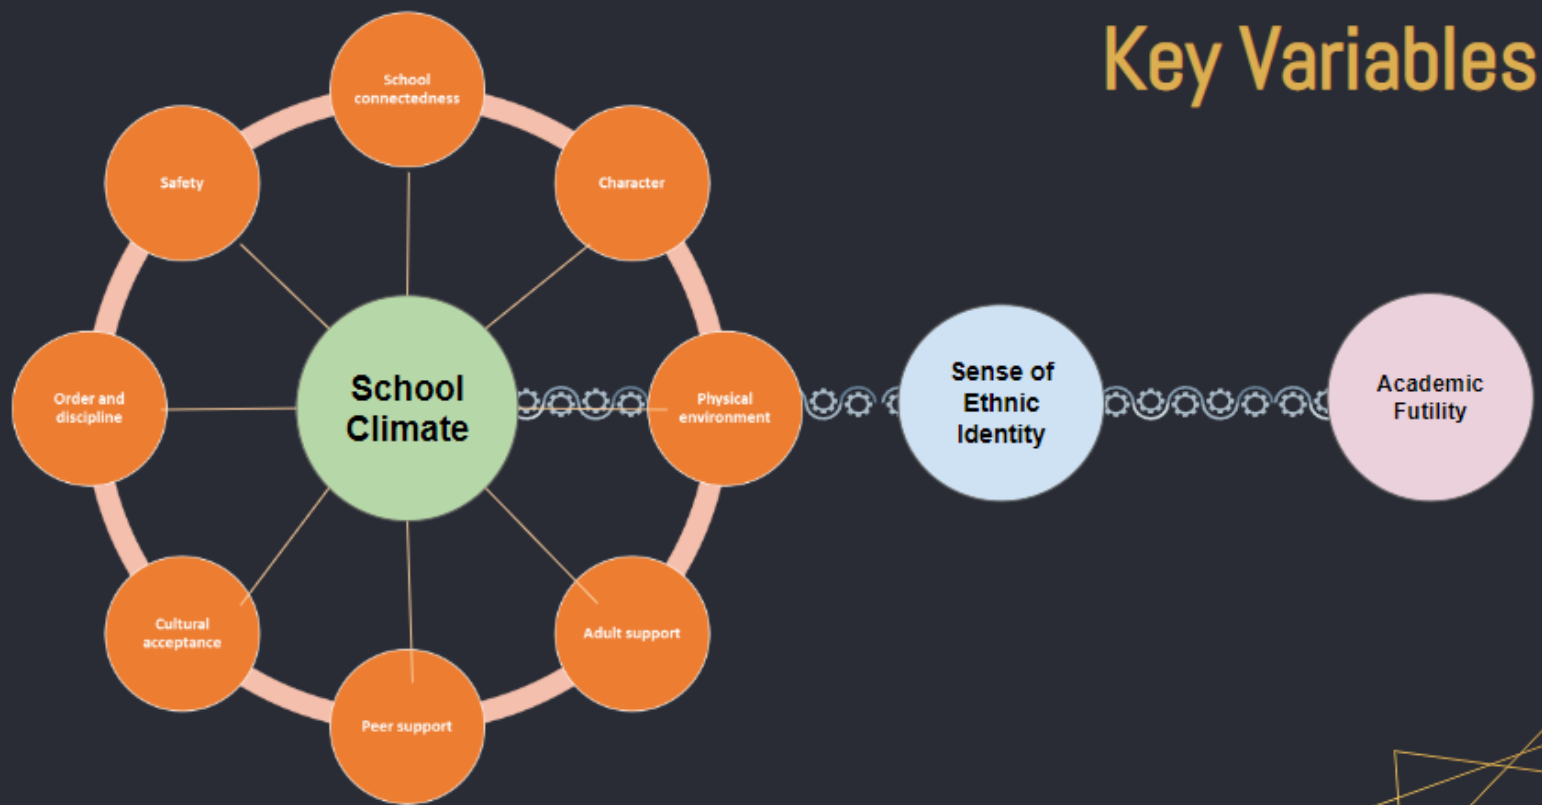 Key Variables
School
connectedness
Safety
Character
Order and
discipline
School
Climate
Physical
environment
Sense of
Ethnic
Identity
Academic
Futility
Cultural
acceptance
Adult support
Peer support